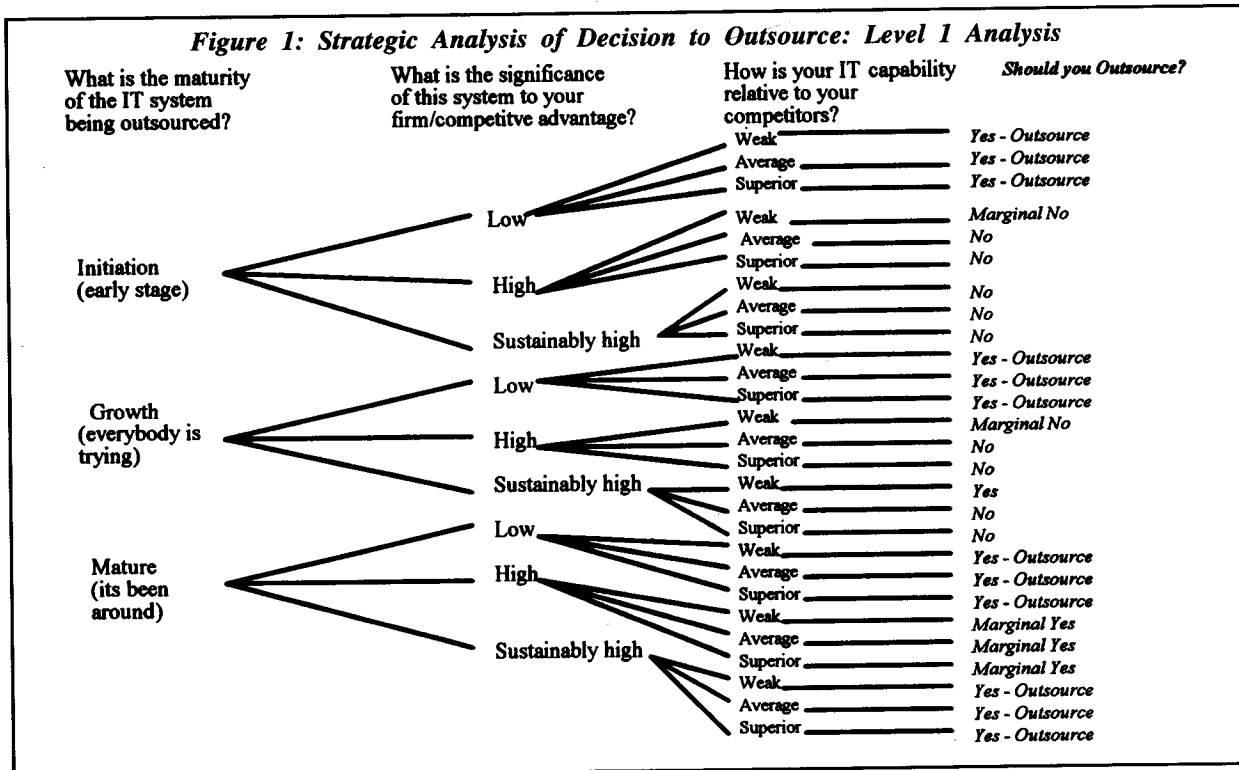 Figure 1: Strategic Analysis of Decision to Outsource: Level 1 Analysis
What is the maturity
of the IT system
being outsourced?
What is the significance
of this system to your
firm/competitve advantage?
How is your IT capability
relative to your
competitors?
Should you Outsource?
Initiation
(early stage)
Low
Weak Yes - Outsource
Average Yes - Outsource
Superior Yes - Outsource
High
Weak Marginal No
Average No
Superior No
Sustainably high
Weak No
Average No
Superior No
Growth
(everybody is
trying)
Low
Weak Yes - Outsource
Average Yes - Outsource
Superior Yes - Outsource
High
Weak Marginal No
Average No
Superior No
Sustainably high
Weak Yes
Average No
Superior No
Mature
(its been
around)
Low
Weak Yes - Outsource
Average Yes - Outsource
Superior Yes - Outsource
High
Weak Marginal Yes
Average Marginal Yes
Superior Marginal Yes
Sustainably high
Weak Yes - Outsource
Average Yes - Outsource
Superior Yes - Outsource